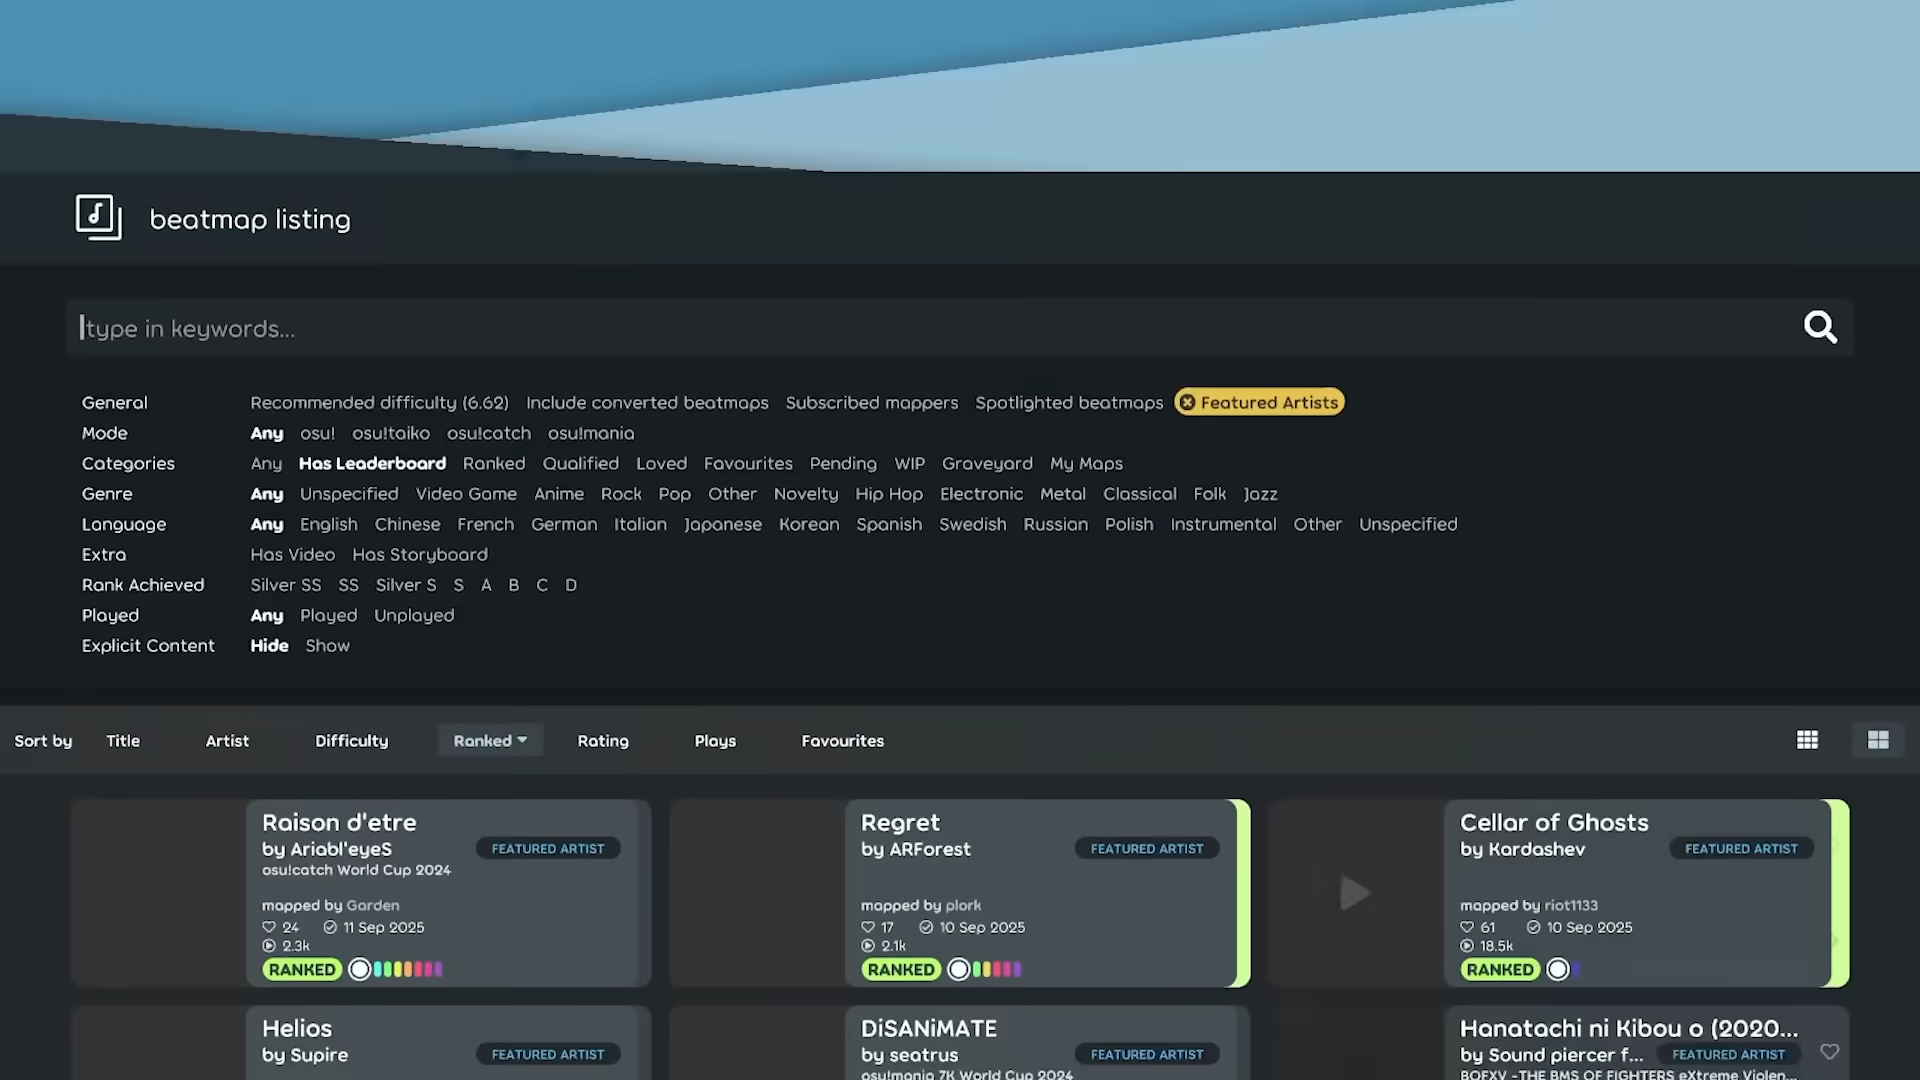 beatmap listing
type in keywords...
General Recommended difficulty (6.62) Include converted beatmaps Subscribed mappers Spotlighted beatmaps Featured Artists
Mode Any osu! osu!taiko osu!catch osu!mania
Categories Any Has Leaderboard Ranked Qualified Loved Favourites Pending WIP Graveyard My Maps
Genre Any Unspecified Video Game Anime Rock Pop Other Novelty Hip Hop Electronic Metal Classical Folk Jazz
Language Any English Chinese French German Italian Japanese Korean Spanish Swedish Russian Polish Instrumental Other Unspecified
Extra Has Video Has Storyboard
Rank Achieved Silver SS SS Silver S S A B C D
Played Any Played Unplayed
Explicit Content Hide Show
Sort by Title Artist Difficulty Ranked Rating Plays Favourites
Raison d'etre
by Ariabl'eyeS FEATURED ARTIST
osu!catch World Cup 2024
mapped by Garden
24 11 Sep 2025
2.3k
RANKED
Regret
by ARForest FEATURED ARTIST
mapped by plork
17 10 Sep 2025
2.1k
RANKED
Cellar of Ghosts
by Kardashev FEATURED ARTIST
mapped by riot1133
61 10 Sep 2025
18.5k
RANKED
Helios
by Supire FEATURED ARTIST
DiSANiMATE
by seatrus FEATURED ARTIST
osu!mania 7K World Cup 2024
Hanatachi ni Kibou o (2020...
by Sound piercer f... FEATURED ARTIST
BOFXV -THE BMS OF FIGHTERS eXtreme Violen...